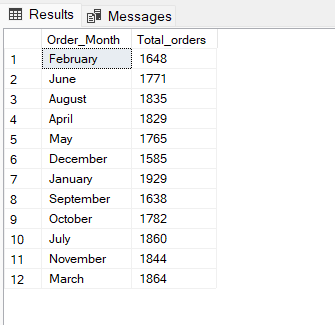 Results Messages
Order_Month Total_orders
1 February 1648
2 June 1771
3 August 1835
4 April 1829
5 May 1765
6 December 1585
7 January 1929
8 September 1638
9 October 1782
10 July 1860
11 November 1844
12 March 1864